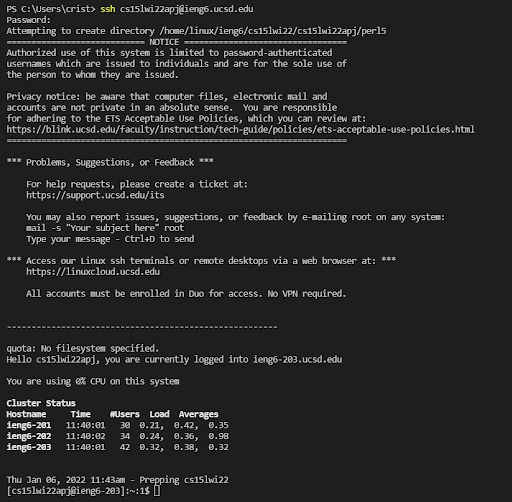 PS C:\Users\crist> ssh cs15lwi22apj@ieng6.ucsd.edu
Password:
Attempting to create directory /home/linux/ieng6/cs15lwi22/cs15lwi22apj/perl5
============================ NOTICE =================================
Authorized use of this system is limited to password-authenticated
usernames which are issued to individuals and are for the sole use of
the person to whom they are issued.
Privacy notice: be aware that computer files, electronic mail and
accounts are not private in an absolute sense.  You are responsible
for adhering to the ETS Acceptable Use Policies, which you can review at:
https://blink.ucsd.edu/faculty/instruction/tech-guide/policies/ets-acceptable-use-policies.html
=====================================================================
*** Problems, Suggestions, or Feedback ***
For help requests, please create a ticket at:
https://support.ucsd.edu/its
You may also report issues, suggestions, or feedback by e-mailing root on any system:
mail -s "Your subject here" root
Type your message - Ctrl+D to send
*** Access our Linux ssh terminals or remote desktops via a web browser at: ***
https://linuxcloud.ucsd.edu
All accounts must be enrolled in Duo for access. No VPN required.
-------------------------------------------------------
quota: No filesystem specified.
Hello cs15lwi22apj, you are currently logged into ieng6-203.ucsd.edu
You are using 0% CPU on this system
Cluster Status
Hostname     Time    #Users  Load  Averages
ieng6-201   11:40:01   30  0.21,  0.42,  0.35
ieng6-202   11:40:02   34  0.24,  0.36,  0.98
ieng6-203   11:40:01   42  0.32,  0.38,  0.32
Thu Jan 06, 2022 11:43am - Prepping cs15lwi22
[cs15lwi22apj@ieng6-203]:~:1$